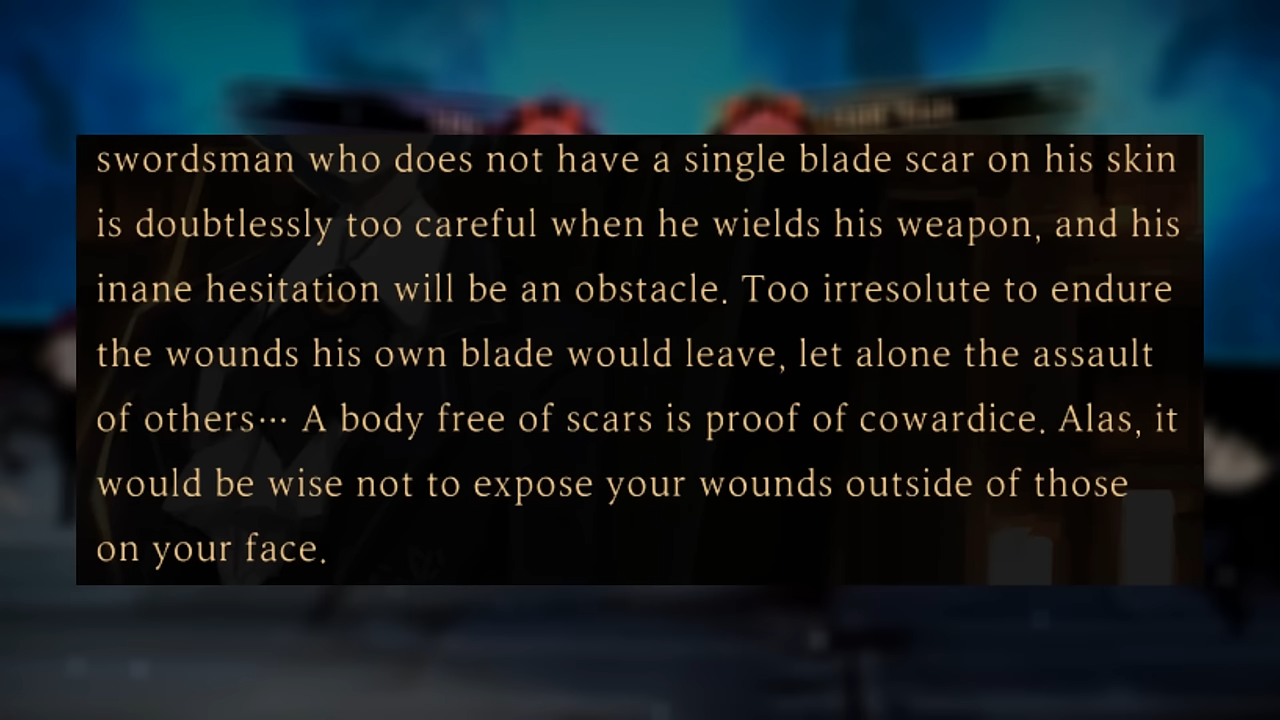 swordsman who does not have a single blade scar on his skin
is doubtlessly too careful when he wields his weapon, and his
inane hesitation will be an obstacle. Too irresolute to endure
the wounds his own blade would leave, let alone the assault
of others··· A body free of scars is proof of cowardice. Alas, it
would be wise not to expose your wounds outside of those
on your face.